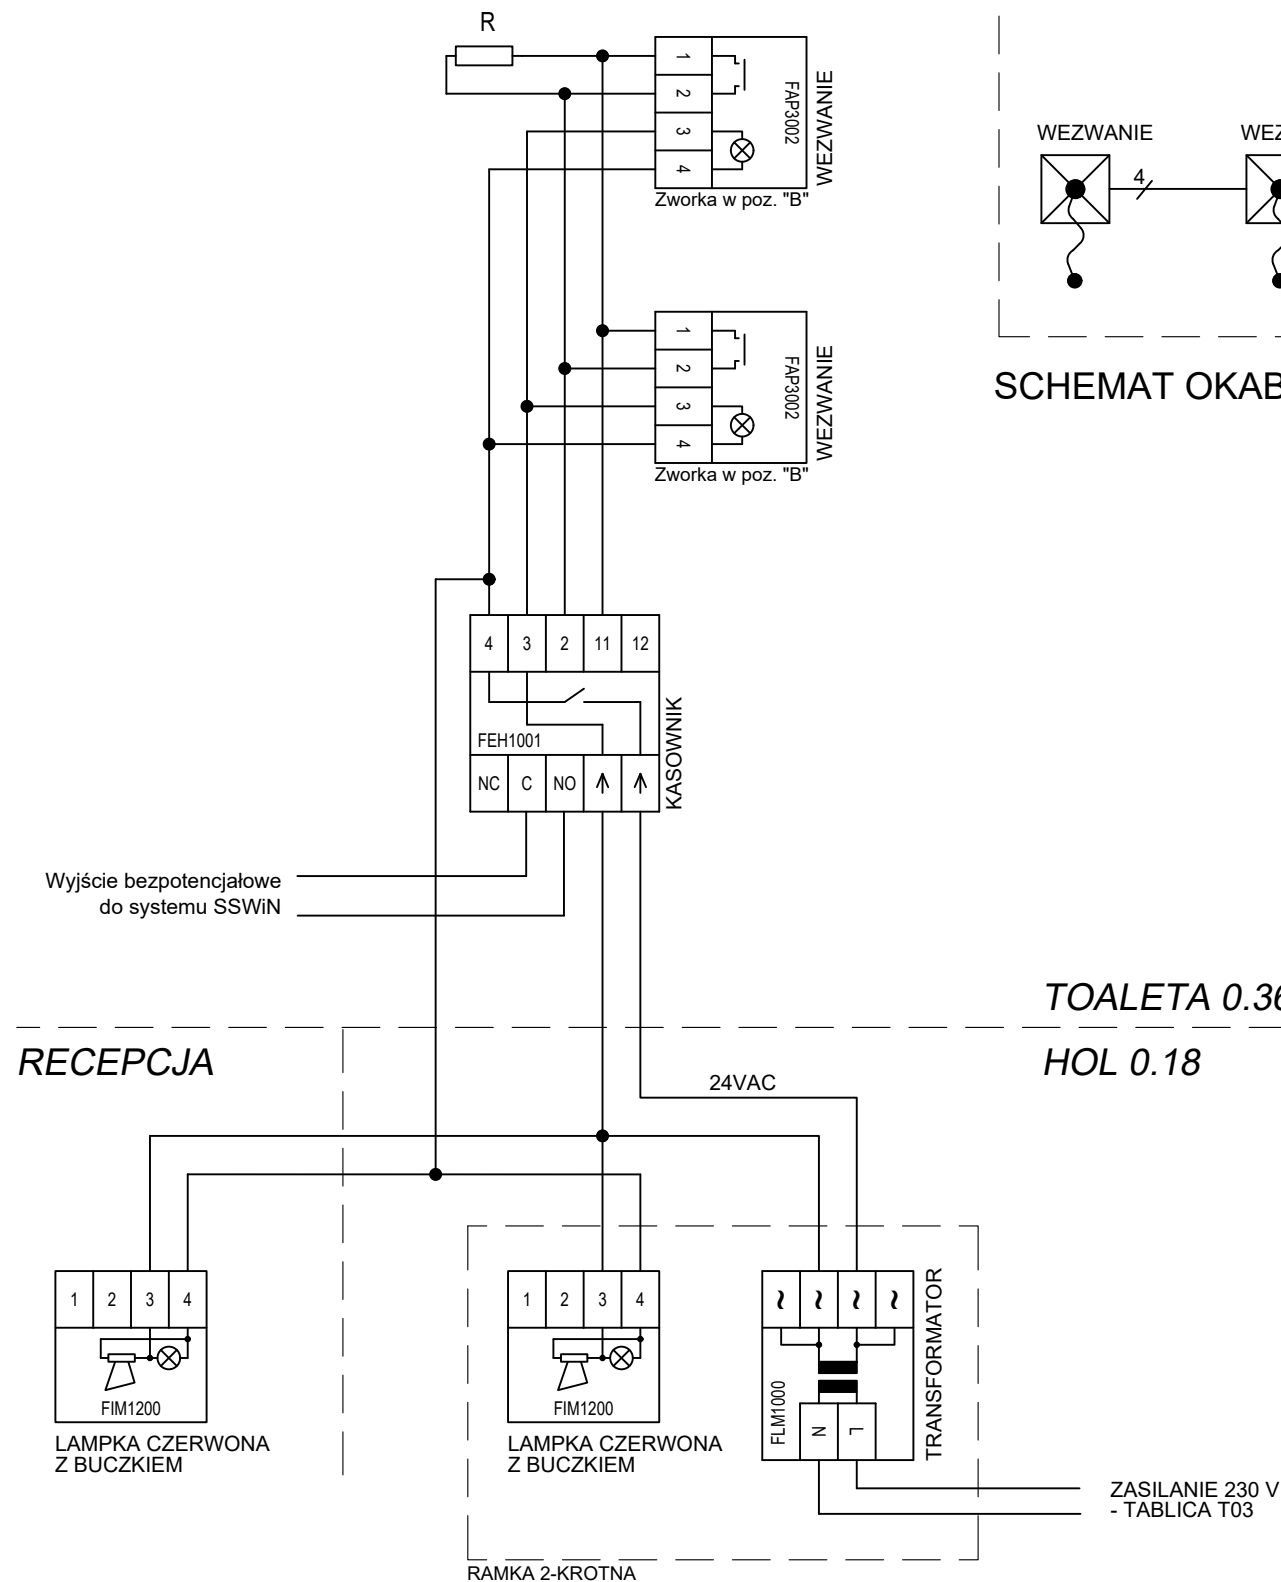 R
1
2
3
4
FAP3002
WEZWANIE
Zworka w poz. "B"
WEZWANIE
4
WEZ
SCHEMAT OKAB
1
2
3
4
FAP3002
WEZWANIE
Zworka w poz. "B"
4 3 2 11 12
FEH1001
NC C NO
KASOWNIK
Wyjście bezpotencjałowe
do systemu SSWiN
TOALETA 0.36
RECEPCJA
HOL 0.18
24VAC
1 2 3 4
FIM1200
LAMPKA CZERWONA
Z BUCZKIEM
1 2 3 4
FIM1200
LAMPKA CZERWONA
Z BUCZKIEM
~ ~ ~ ~
FLM1000
N L
TRANSFORMATOR
ZASILANIE 230 V
- TABLICA T03
RAMKA 2-KROTNA